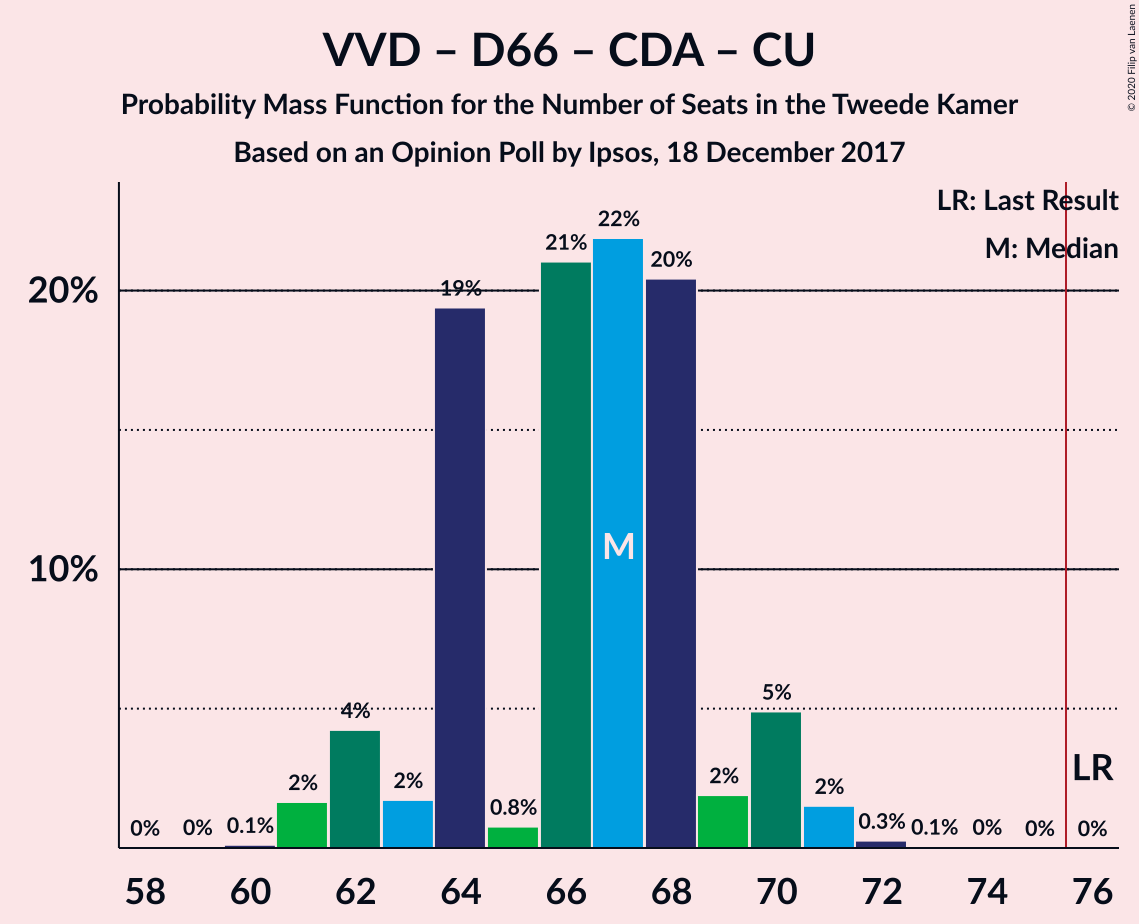 VVD – D66 – CDA – CU
Probability Mass Function for the Number of Seats in the Tweede Kamer
Based on an Opinion Poll by Ipsos, 18 December 2017
© 2020 Filip van Laenen
LR: Last Result
M: Median
20%
10%
0% 0% 0.1% 2% 4% 2% 19% 0.8% 21% 22% 20% 2% 5% 2% 0.3% 0.1% 0% 0% 0%
M
LR
58 60 62 64 66 68 70 72 74 76